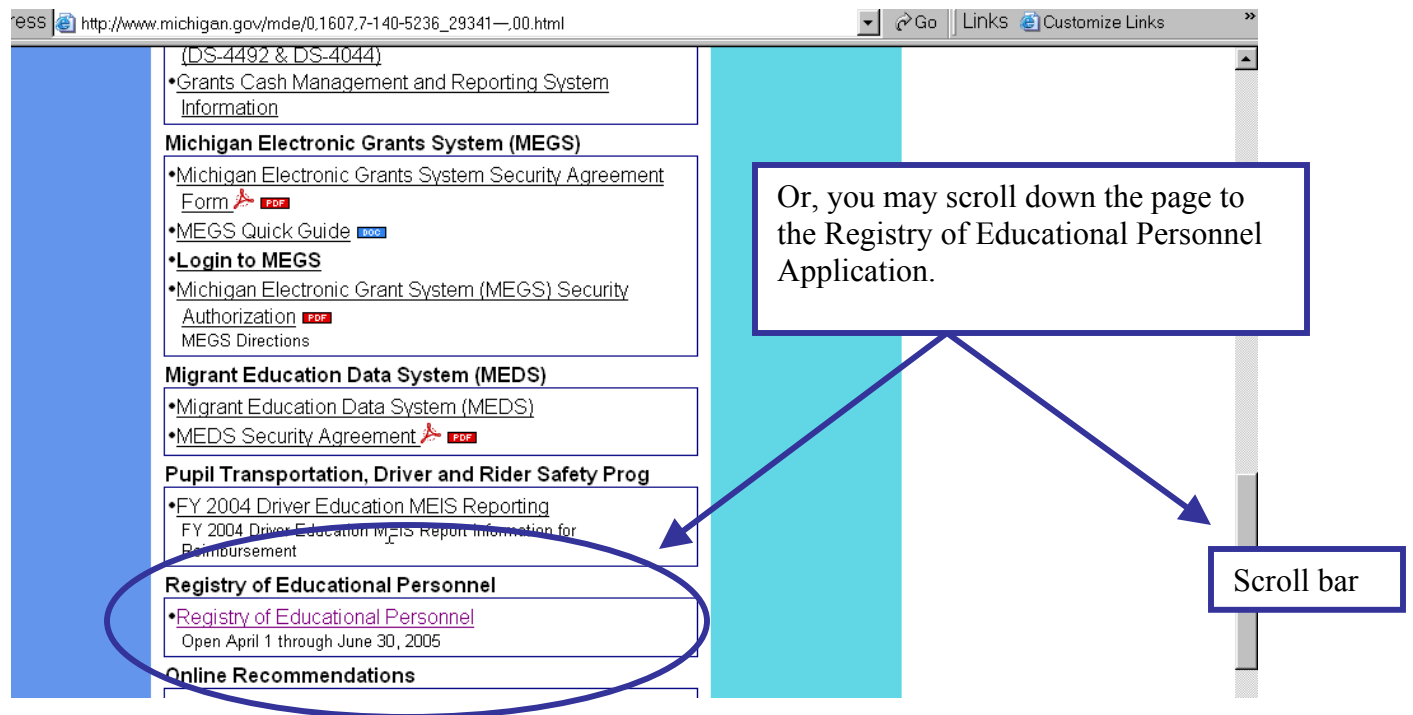 ress http://www.michigan.gov/mde/0,1607,7-140-5236_29341—,00.html Go Links Customize Links »
(DS-4492 & DS-4044)
•Grants Cash Management and Reporting System
Information
Michigan Electronic Grants System (MEGS)
•Michigan Electronic Grants System Security Agreement
Form PDF
•MEGS Quick Guide DOC
•Login to MEGS
•Michigan Electronic Grant System (MEGS) Security
Authorization PDF
MEGS Directions
Migrant Education Data System (MEDS)
•Migrant Education Data System (MEDS)
•MEDS Security Agreement PDF
Pupil Transportation, Driver and Rider Safety Prog
•FY 2004 Driver Education MEIS Reporting
FY 2004 Driver Education MEIS Report Information for
Reimbursement
Registry of Educational Personnel
•Registry of Educational Personnel
Open April 1 through June 30, 2005
Online Recommendations
Or, you may scroll down the page to
the Registry of Educational Personnel
Application.
Scroll bar